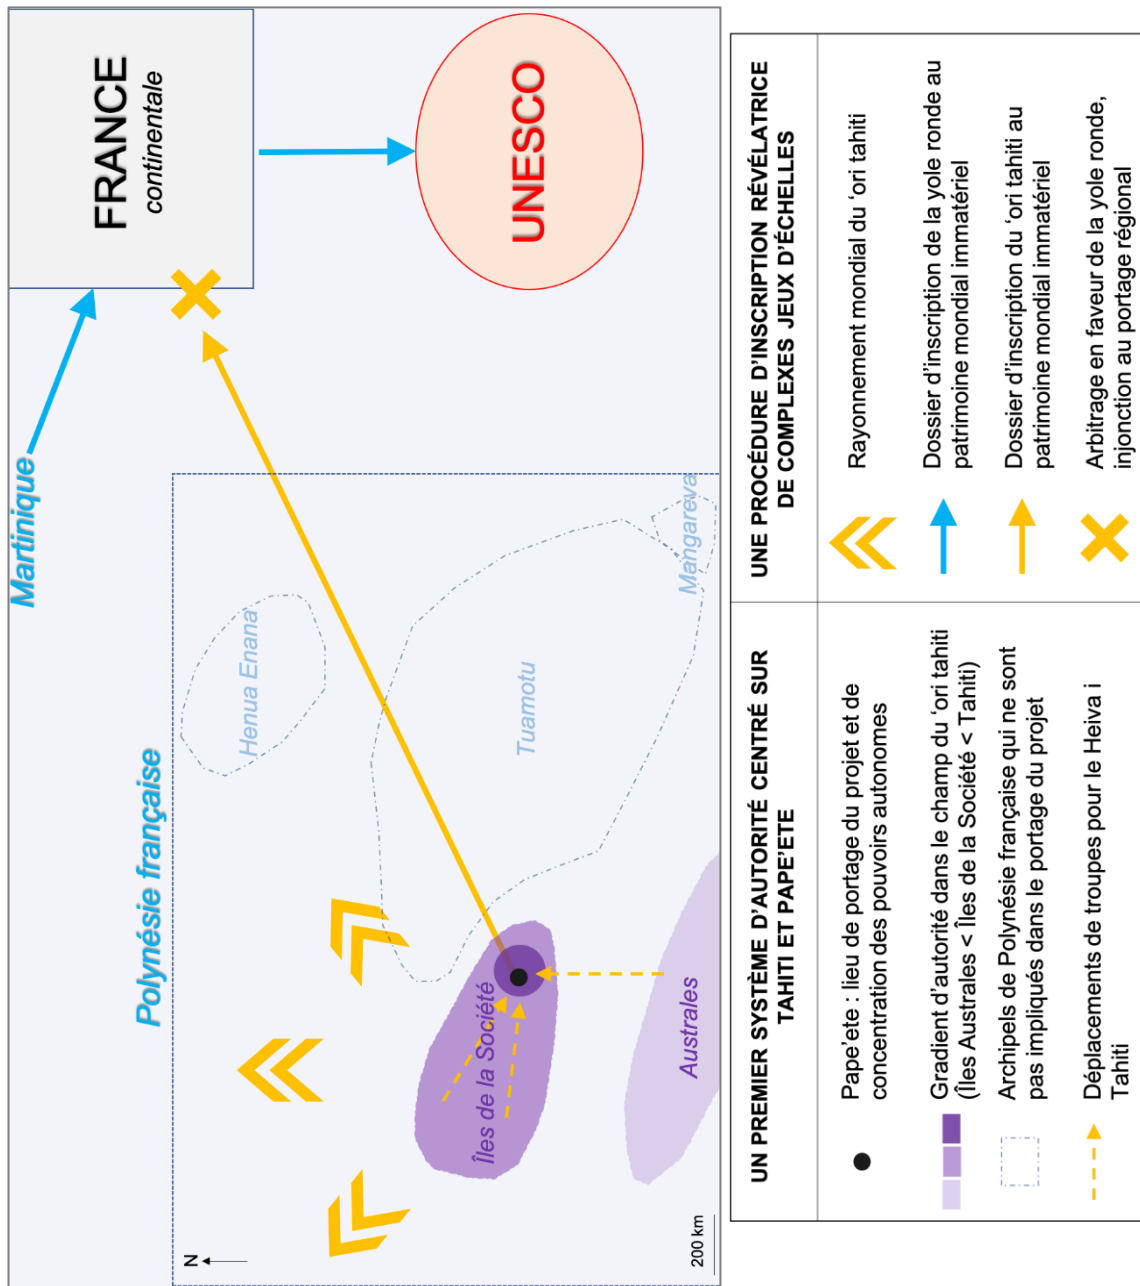 Martinique
FRANCE
continentale
UNESCO
Polynésie française
Henua Enana
Tuamotu
Mangareva
Îles de la Société
Australes
N
200 km
UN PREMIER SYSTÈME D'AUTORITÉ CENTRÉ SUR
TAHITI ET PAPE'ETE
Pape'ete : lieu de portage du projet et de
concentration des pouvoirs autonomes
Gradient d'autorité dans le champ du 'ori tahiti
(Îles Australes < Îles de la Société < Tahiti)
Archipels de Polynésie française qui ne sont
pas impliqués dans le portage du projet
Déplacements de troupes pour le Heiva i
Tahiti
UNE PROCÉDURE D'INSCRIPTION RÉVÉLATRICE
DE COMPLEXES JEUX D'ÉCHELLES
Rayonnement mondial du 'ori tahiti
Dossier d'inscription de la yole ronde au
patrimoine mondial immatériel
Dossier d'inscription du 'ori tahiti au
patrimoine mondial immatériel
Arbitrage en faveur de la yole ronde,
injonction au portage régional